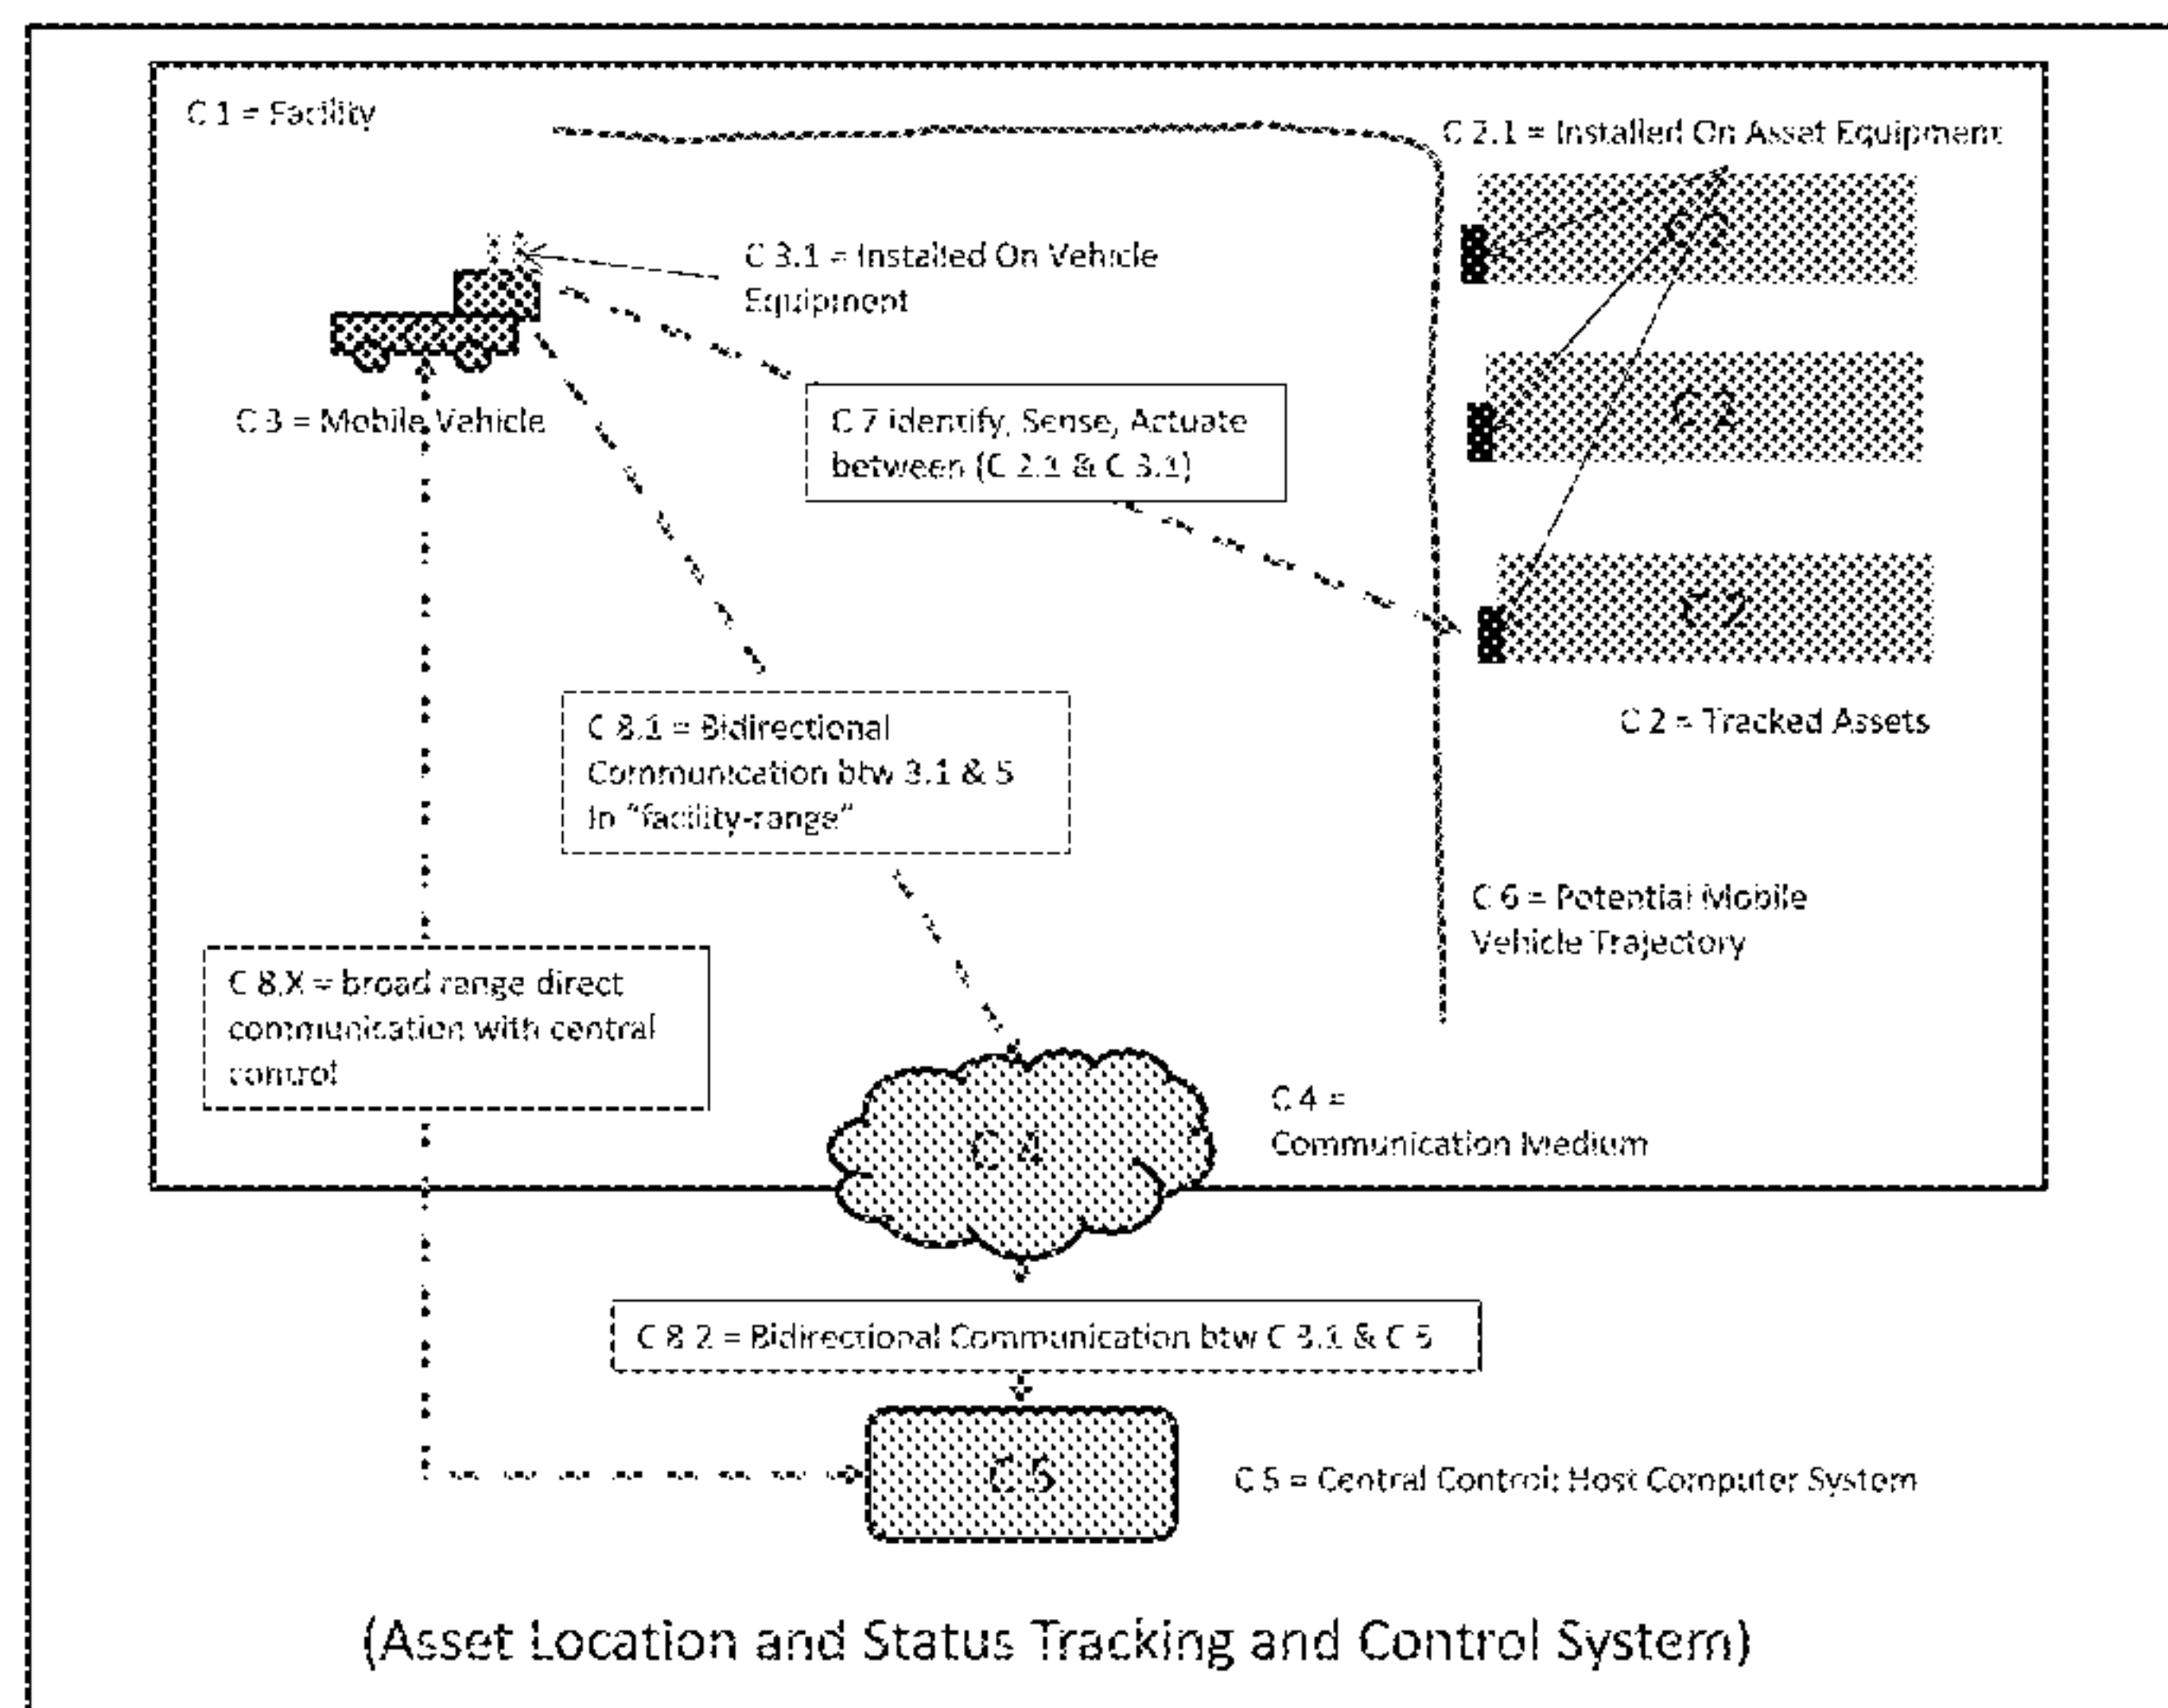 C 1 = Facility
C 2.1 = Installed On Asset Equipment
C 2
C 3.1 = Installed On Vehicle
Equipment
C 3 = Mobile Vehicle
C 7 identify, Sense, Actuate
between (C 2.1 & C 3.1)
C 2
C 2
C 8.1 = Bidirectional
Communication btw 3.1 & 5
In “facility-range”
C 2 = Tracked Assets
C 6 = Potential Mobile
Vehicle Trajectory
C 8.X = broad range direct
communication with central
control
C 4
C 4 =
Communication Medium
C 8 2 = Bidirectional Communication btw C 3.1 & C 5
C 5
C 5 = Central Control: Host Computer System
(Asset Location and Status Tracking and Control System)